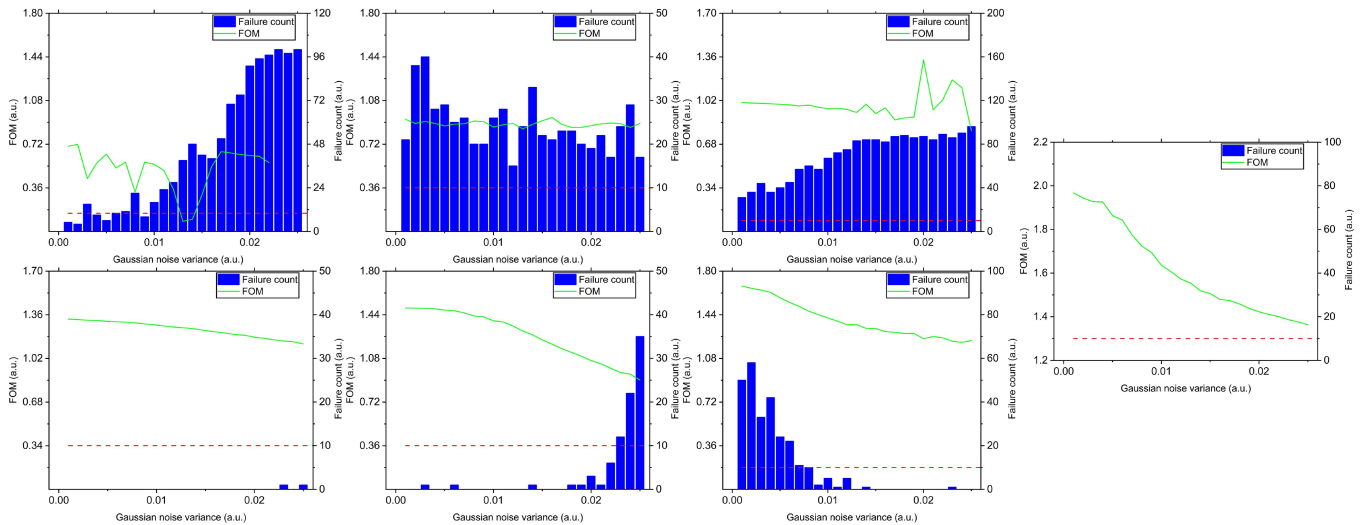 1.80
1.44
1.08
0.72
0.36
FOM (a.u.)
120
96
72
48
24
0
Failure count (a.u.)
Failure count
FOM
0.00
0.01
0.02
Gaussian noise variance (a.u.)
1.80
1.44
1.08
0.72
0.36
FOM (a.u.)
50
40
30
20
10
0
Failure count (a.u.)
Failure count
FOM
0.00
0.01
0.02
Gaussian noise variance (a.u.)
1.70
1.36
1.02
0.68
0.34
FOM (a.u.)
200
160
120
80
40
0
Failure count (a.u.)
Failure count
FOM
0.00
0.01
0.02
Gaussian noise variance (a.u.)
1.70
1.36
1.02
0.68
0.34
FOM (a.u.)
50
40
30
20
10
0
Failure count (a.u.)
Failure count
FOM
0.00
0.01
0.02
Gaussian noise variance (a.u.)
1.80
1.44
1.08
0.72
0.36
FOM (a.u.)
50
40
30
20
10
0
Failure count (a.u.)
Failure count
FOM
0.00
0.01
0.02
Gaussian noise variance (a.u.)
1.80
1.44
1.08
0.72
0.36
FOM (a.u.)
100
80
60
40
20
0
Failure count (a.u.)
Failure count
FOM
0.00
0.01
0.02
Gaussian noise variance (a.u.)
2.2
2.0
1.8
1.6
1.4
1.2
FOM (a.u.)
100
80
60
40
20
0
Failure count (a.u.)
Failure count
FOM
0.00
0.01
0.02
Gaussian noise variance (a.u.)